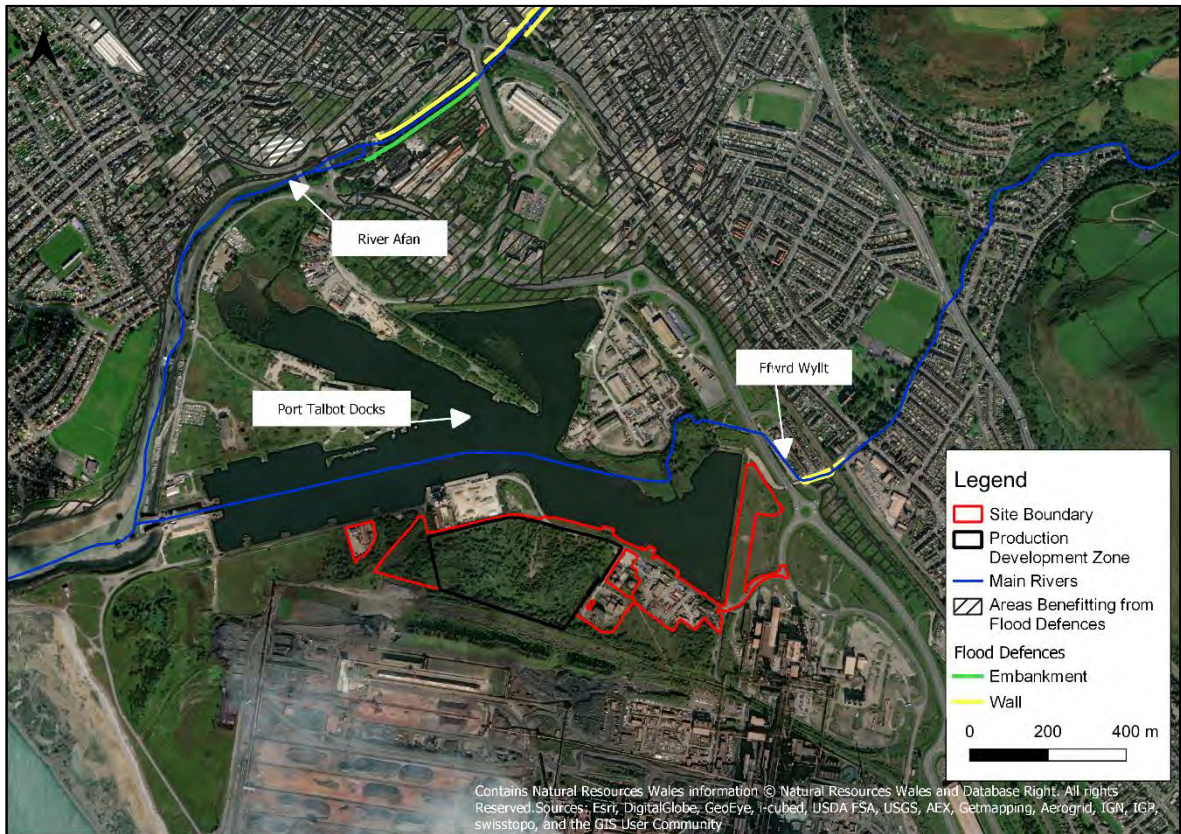 River Afan
Port Talbot Docks
Ffwrd Wyllt
Legend
Site Boundary
Production
Development Zone
Main Rivers
Areas Benefitting from
Flood Defences
Flood Defences
Embankment
Wall
0 200 400 m
Contains Natural Resources Wales information © Natural Resources Wales and Database Right. All rights
Reserved.Sources: Esri, DigitalGlobe, GeoEye, i-cubed, USDA FSA, USGS, AEX, Getmapping, Aerogrid, IGN, IGP,
swisstopo, and the GIS User Community